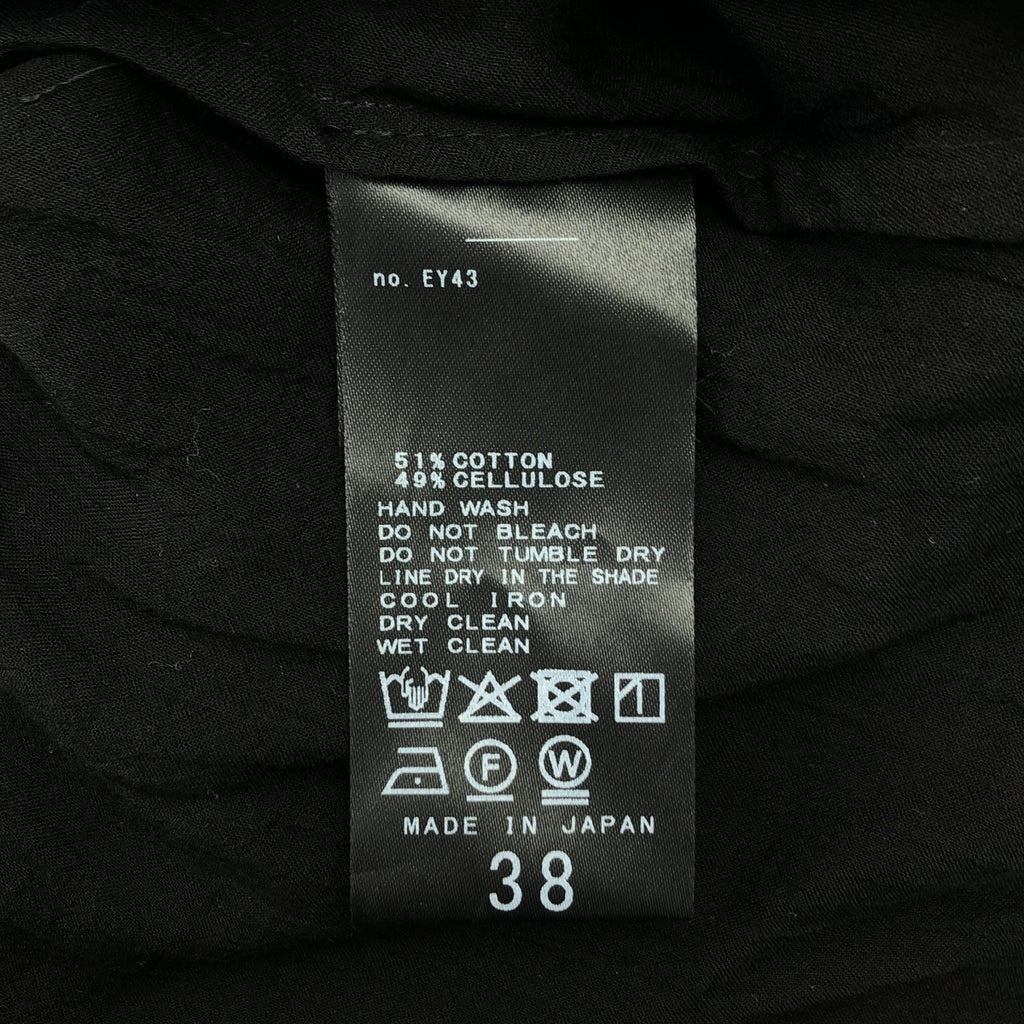 no. EY43
51% COTTON
49% CELLULOSE
HAND WASH
DO NOT BLEACH
DO NOT TUMBLE DRY
LINE DRY IN THE SHADE
COOL IRON
DRY CLEAN
WET CLEAN
F W
MADE IN JAPAN
38